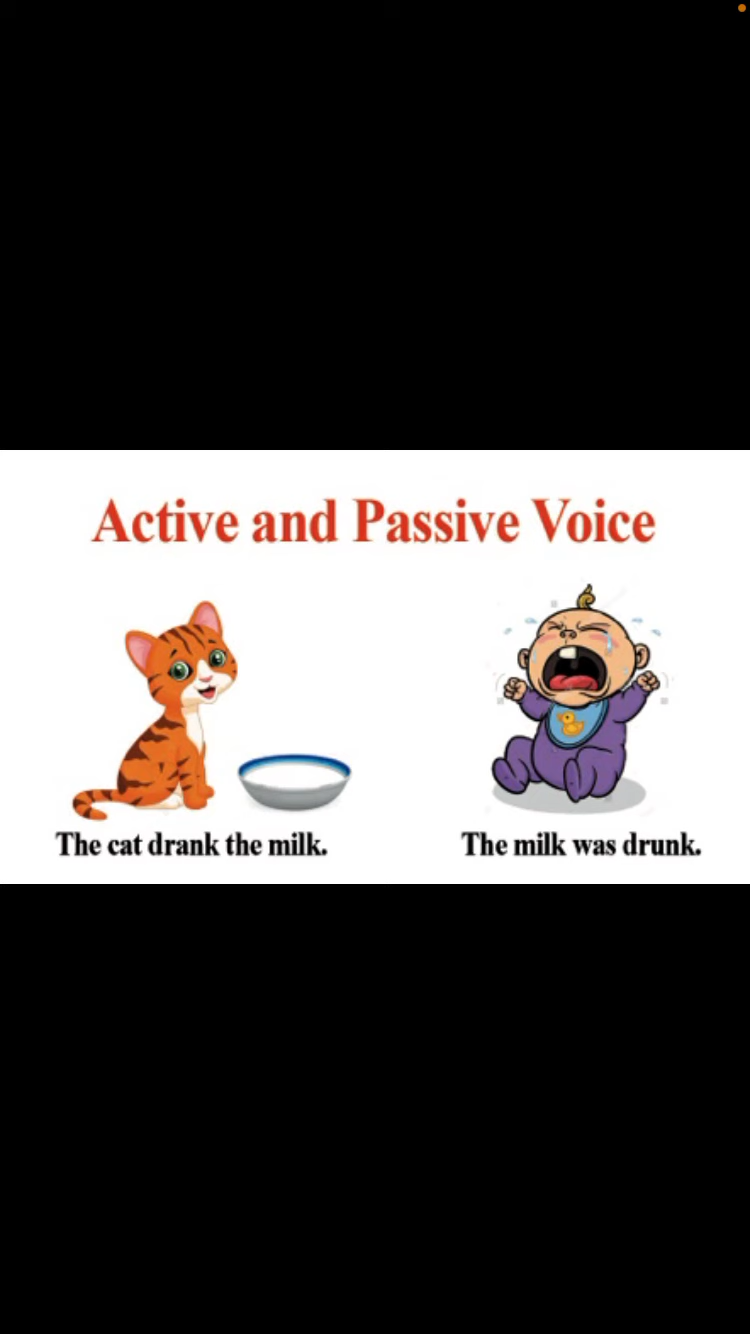 Active and Passive Voice
The cat drank the milk.
The milk was drunk.